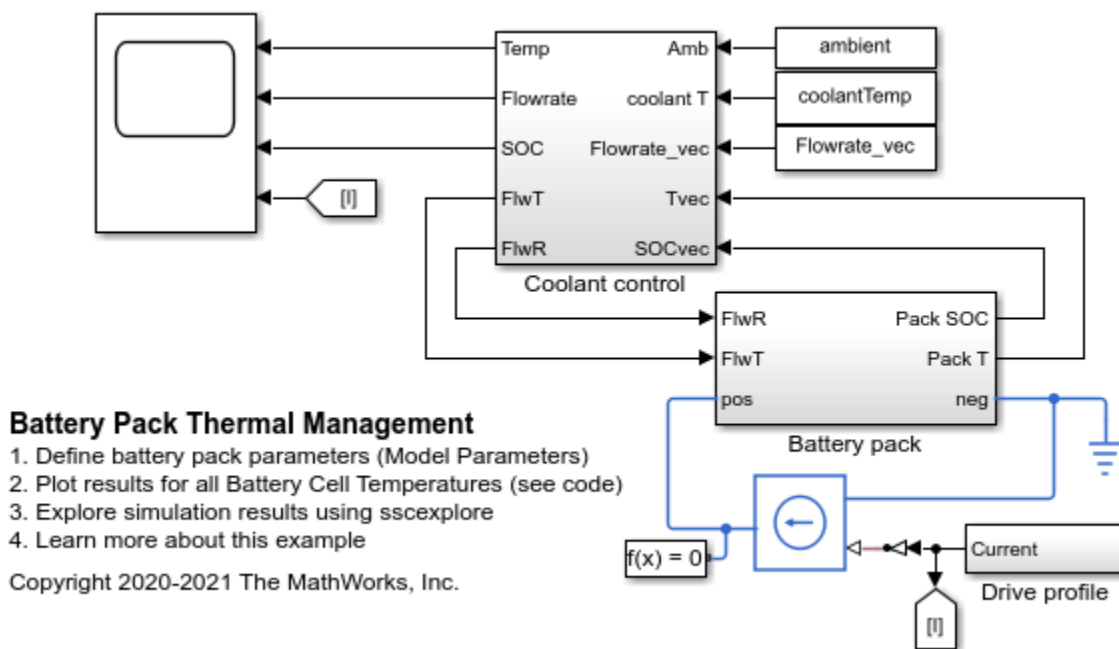 Temp
Amb
ambient
Flowrate
coolant T
coolantTemp
SOC
Flowrate_vec
Flowrate_vec
[I]
FlwT
Tvec
FlwR
SOCvec
Coolant control
FlwR
Pack SOC
FlwT
Pack T
pos
neg
Battery pack
Battery Pack Thermal Management
1. Define battery pack parameters (Model Parameters)
2. Plot results for all Battery Cell Temperatures (see code)
3. Explore simulation results using sscexplore
4. Learn more about this example
Copyright 2020-2021 The MathWorks, Inc.
f(x) = 0
Current
Drive profile
[I]